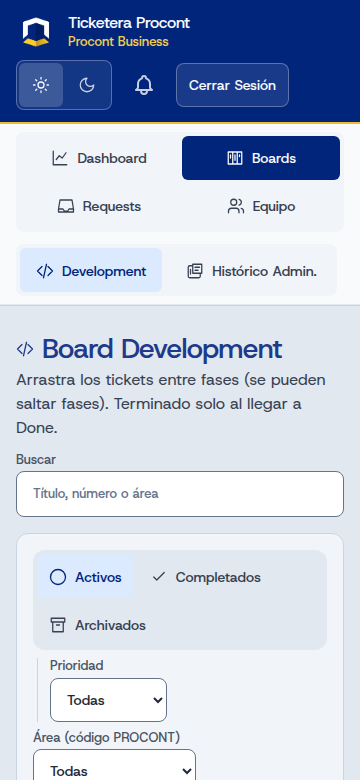 Ticketera Procont
Procont Business
Cerrar Sesión
Dashboard
Boards
Requests
Equipo
Development
Histórico Admin.
Board Development
Arrastra los tickets entre fases (se pueden
saltar fases). Terminado solo al llegar a
Done.
Buscar
Título, número o área
Activos
Completados
Archivados
Prioridad
Todas
Área (código PROCONT)
Todas